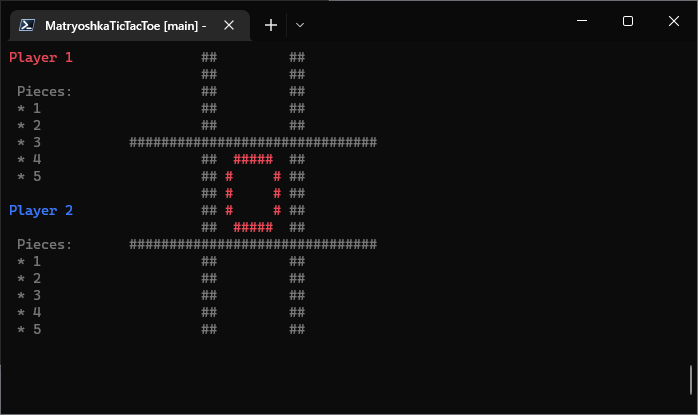 MatryoshkaTicTacToe [main] -
Player 1                ##         ##
                        ##         ##
 Pieces:                ##         ##
 * 1                    ##         ##
 * 2                    ##         ##
 * 3           ###############################
 * 4                    ##  #####  ##
 * 5                    ## #     # ##
                        ## #     # ##
Player 2                ## #     # ##
                        ##  #####  ##
 Pieces:       ###############################
 * 1                    ##         ##
 * 2                    ##         ##
 * 3                    ##         ##
 * 4                    ##         ##
 * 5                    ##         ##